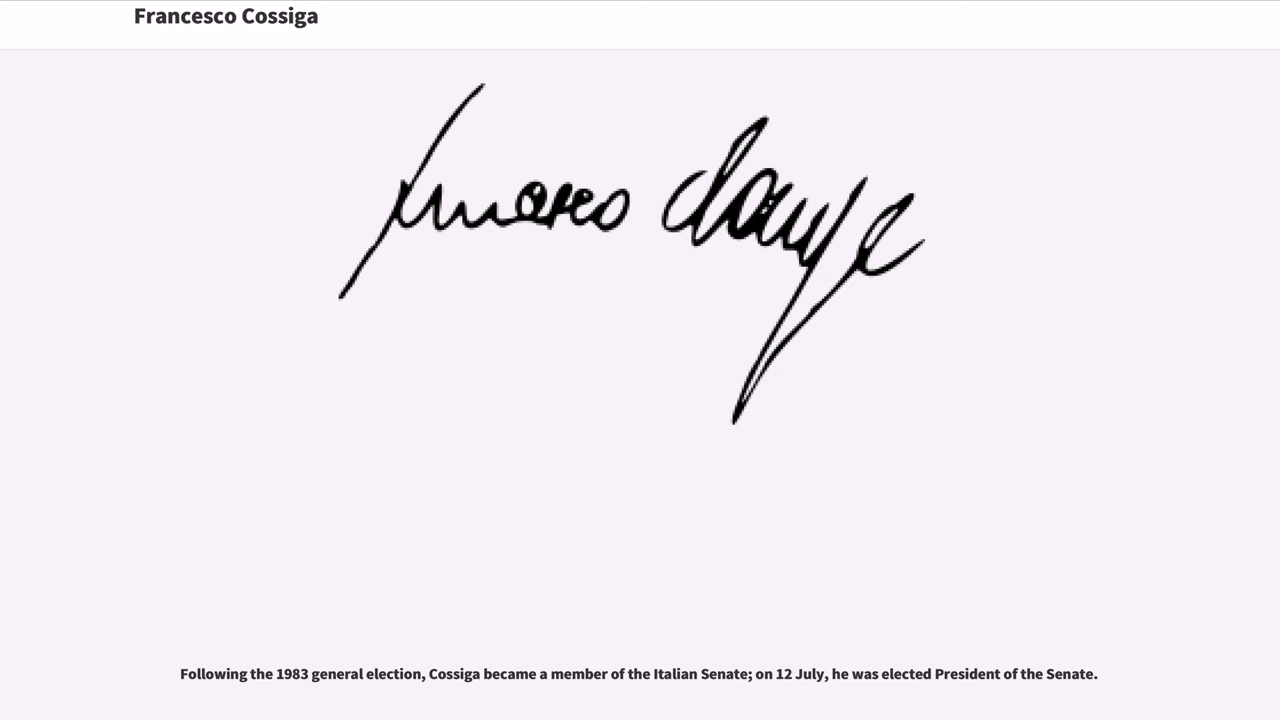 Francesco Cossiga
Following the 1983 general election, Cossiga became a member of the Italian Senate; on 12 July, he was elected President of the Senate.